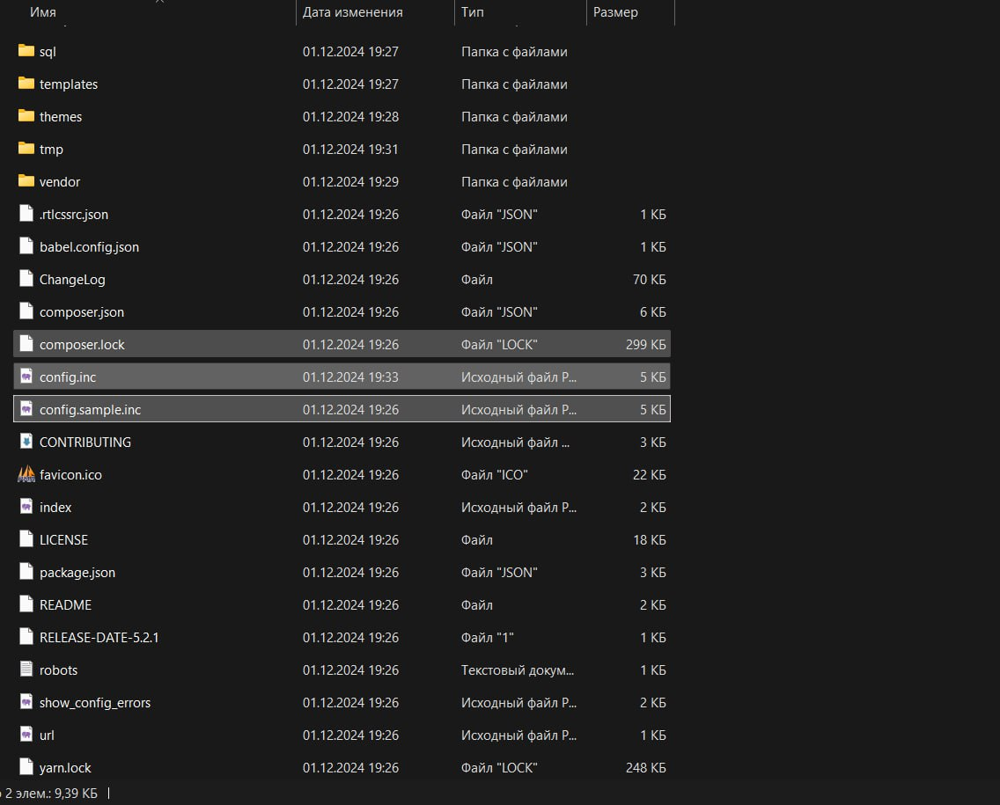 Имя Дата изменения Тип Размер
sql 01.12.2024 19:27 Папка с файлами
templates 01.12.2024 19:27 Папка с файлами
themes 01.12.2024 19:28 Папка с файлами
tmp 01.12.2024 19:31 Папка с файлами
vendor 01.12.2024 19:29 Папка с файлами
.rtlcssrc.json 01.12.2024 19:26 Файл "JSON" 1 КБ
babel.config.json 01.12.2024 19:26 Файл "JSON" 1 КБ
ChangeLog 01.12.2024 19:26 Файл 70 КБ
composer.json 01.12.2024 19:26 Файл "JSON" 6 КБ
composer.lock 01.12.2024 19:26 Файл "LOCK" 299 КБ
config.inc 01.12.2024 19:33 Исходный файл P... 5 КБ
config.sample.inc 01.12.2024 19:26 Исходный файл P... 5 КБ
CONTRIBUTING 01.12.2024 19:26 Исходный файл ... 3 КБ
favicon.ico 01.12.2024 19:26 Файл "ICO" 22 КБ
index 01.12.2024 19:26 Исходный файл P... 2 КБ
LICENSE 01.12.2024 19:26 Файл 18 КБ
package.json 01.12.2024 19:26 Файл "JSON" 3 КБ
README 01.12.2024 19:26 Файл 2 КБ
RELEASE-DATE-5.2.1 01.12.2024 19:26 Файл "1" 1 КБ
robots 01.12.2024 19:26 Текстовый докум... 1 КБ
show_config_errors 01.12.2024 19:26 Исходный файл P... 2 КБ
url 01.12.2024 19:26 Исходный файл P... 1 КБ
yarn.lock 01.12.2024 19:26 Файл "LOCK" 248 КБ
2 элем.: 9,39 КБ